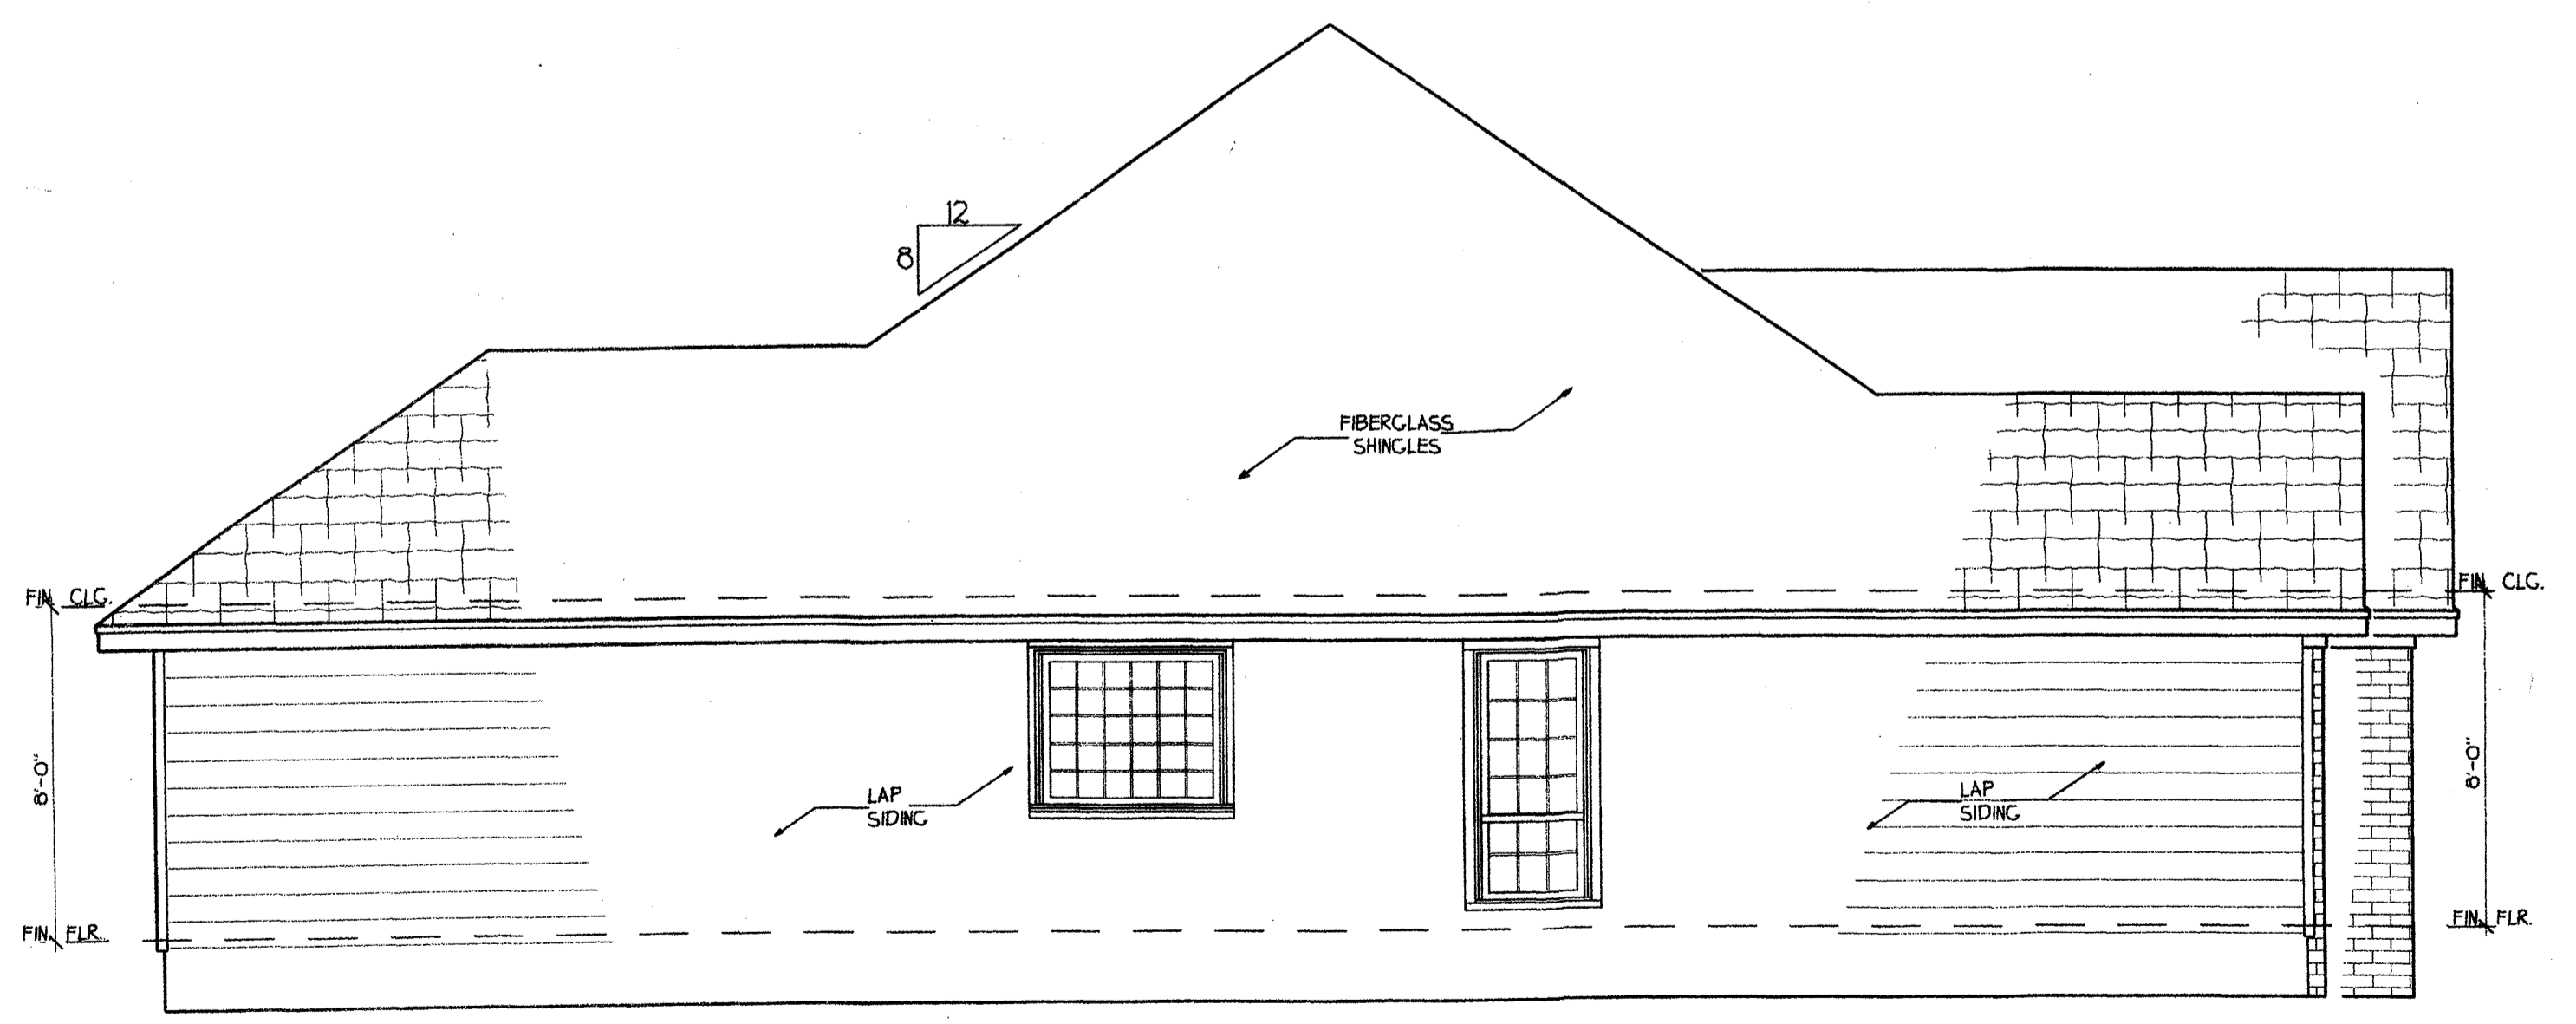 12
8
FIBERGLASS
SHINGLES
FIN. CLG.
FIN. CLG.
8'-0"
LAP
SIDING
LAP
SIDING
8'-0"
FIN. FLR.
FIN. FLR.